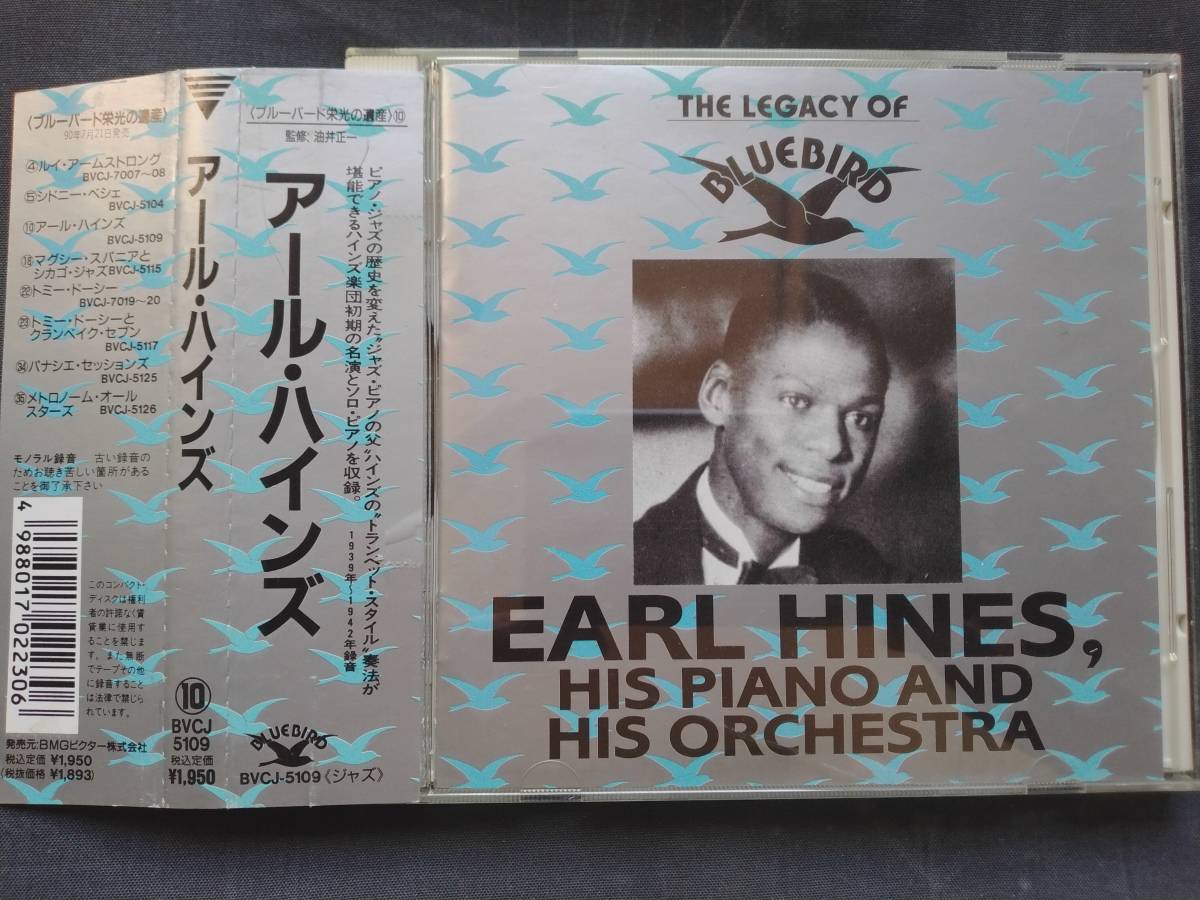 〈ブルーバード栄光の遺産〉
90年7月21日発売
④ルイ・アームストロング
BVCJ-7007〜08
⑤シドニー・ベシェ
BVCJ-5104
⑩アール・ハインズ
BVCJ-5109
⑱マグシー・スパニアと
シカゴ・ジャズBVCJ-5115
㉒トミー・ドーシー
BVCJ-7019〜20
㉓トミー・ドーシーと
クランベイク・セブン
BVCJ-5117
㉞パナシエ・セッションズ
BVCJ-5125
㊱メトロノーム・オール
スターズ BVCJ-5126
モノラル録音 古い録音の
ためお聴き苦しい箇所がある
ことを御了承下さい
4 988017 022306
このコンパクト・
ディスクは権利
者の許諾なく賃
貸業に使用す
ることを禁じま
す。また無断
でテープその他
に録音すること
は法律で禁じら
れています。
発売元:BMGビクター株式会社
税込定価 ¥1,950
(税抜価格 ¥1,893)
アール・ハインズ
⑩
BVCJ
5109
税込定価
¥1,950
〈ブルーバード栄光の遺産〉⑩
監修:油井正一
ピアノ・ジャズの歴史を変えた“ジャズ・ピアノの父”ハインズの“トランペット・スタイル”奏法が
堪能できるハインズ楽団初期の名演とソロ・ピアノを収録。
1939年〜1942年録音
アール・ハインズ
BLUEBIRD
BVCJ-5109〈ジャズ〉
THE LEGACY OF
BLUEBIRD
EARL HINES,
HIS PIANO AND
HIS ORCHESTRA